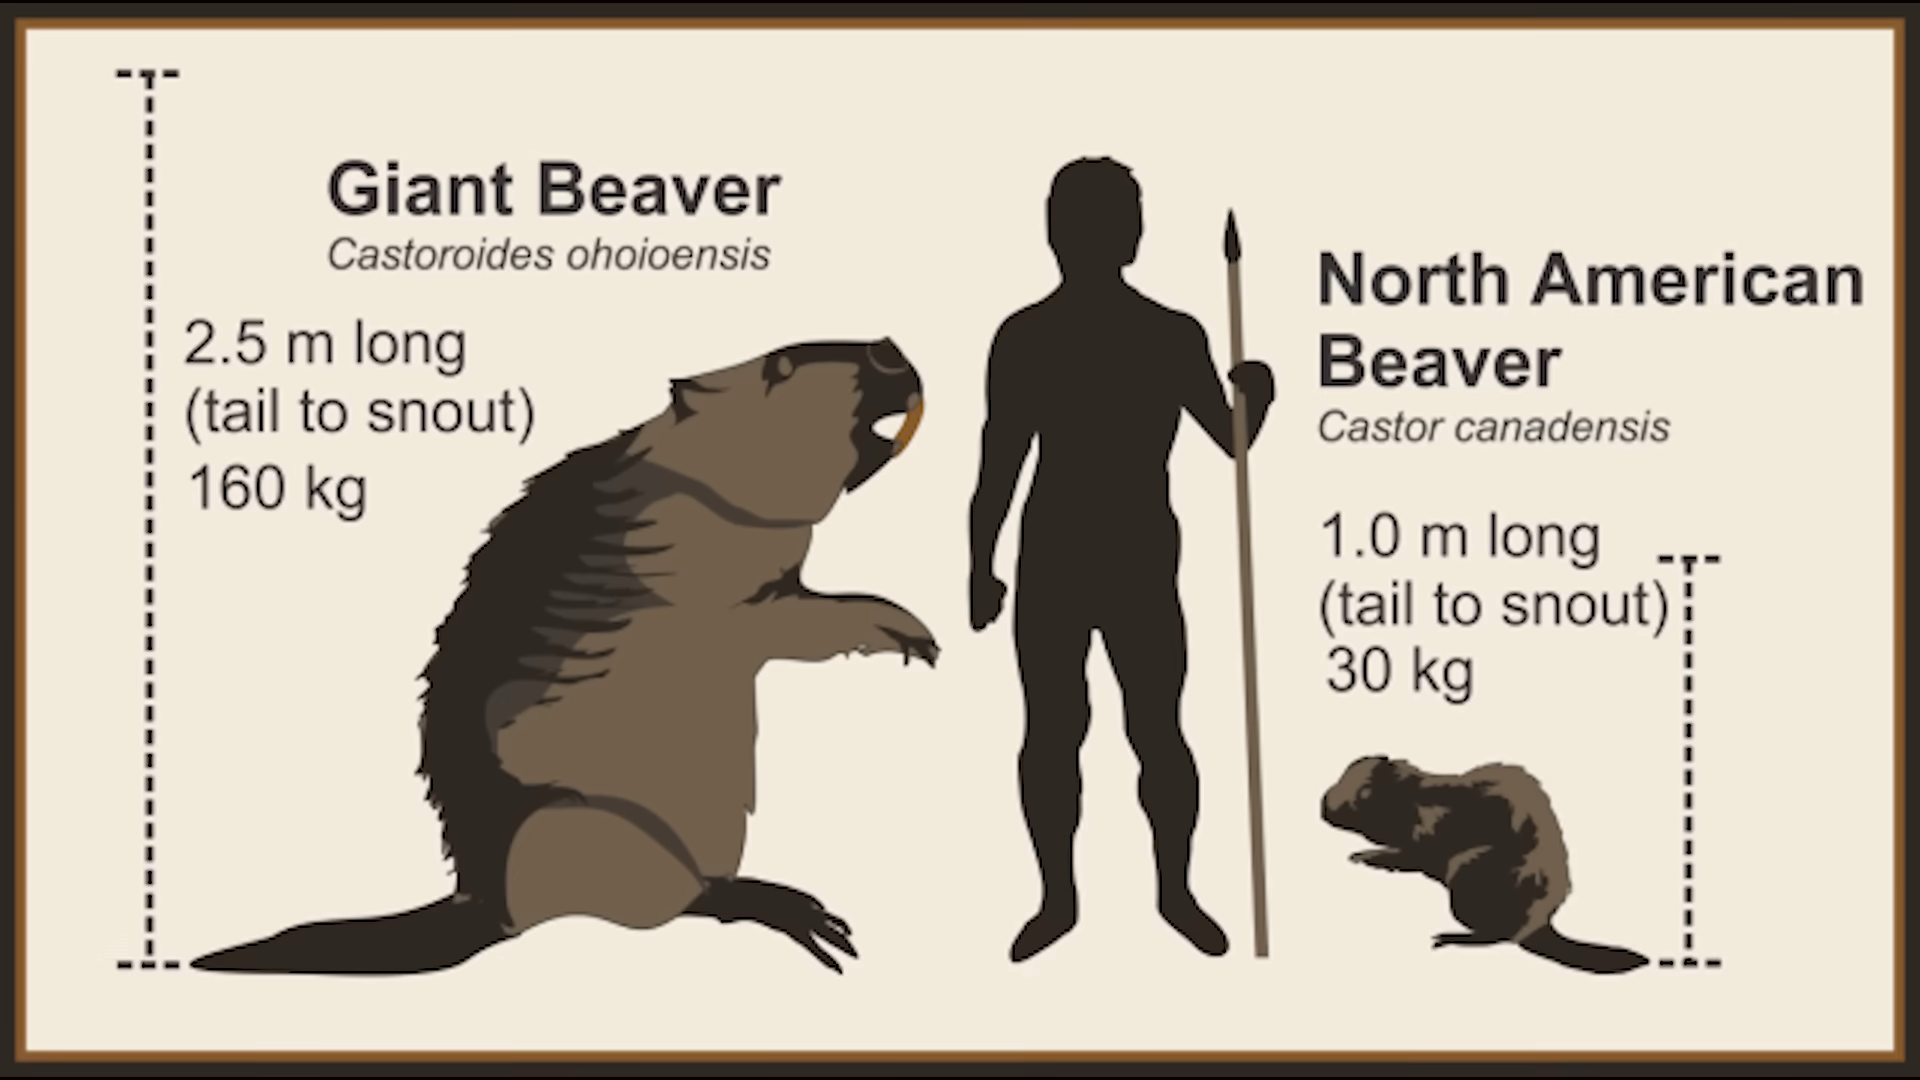 Giant Beaver
Castoroides ohoioensis
2.5 m long
(tail to snout)
160 kg
North American
Beaver
Castor canadensis
1.0 m long
(tail to snout)
30 kg